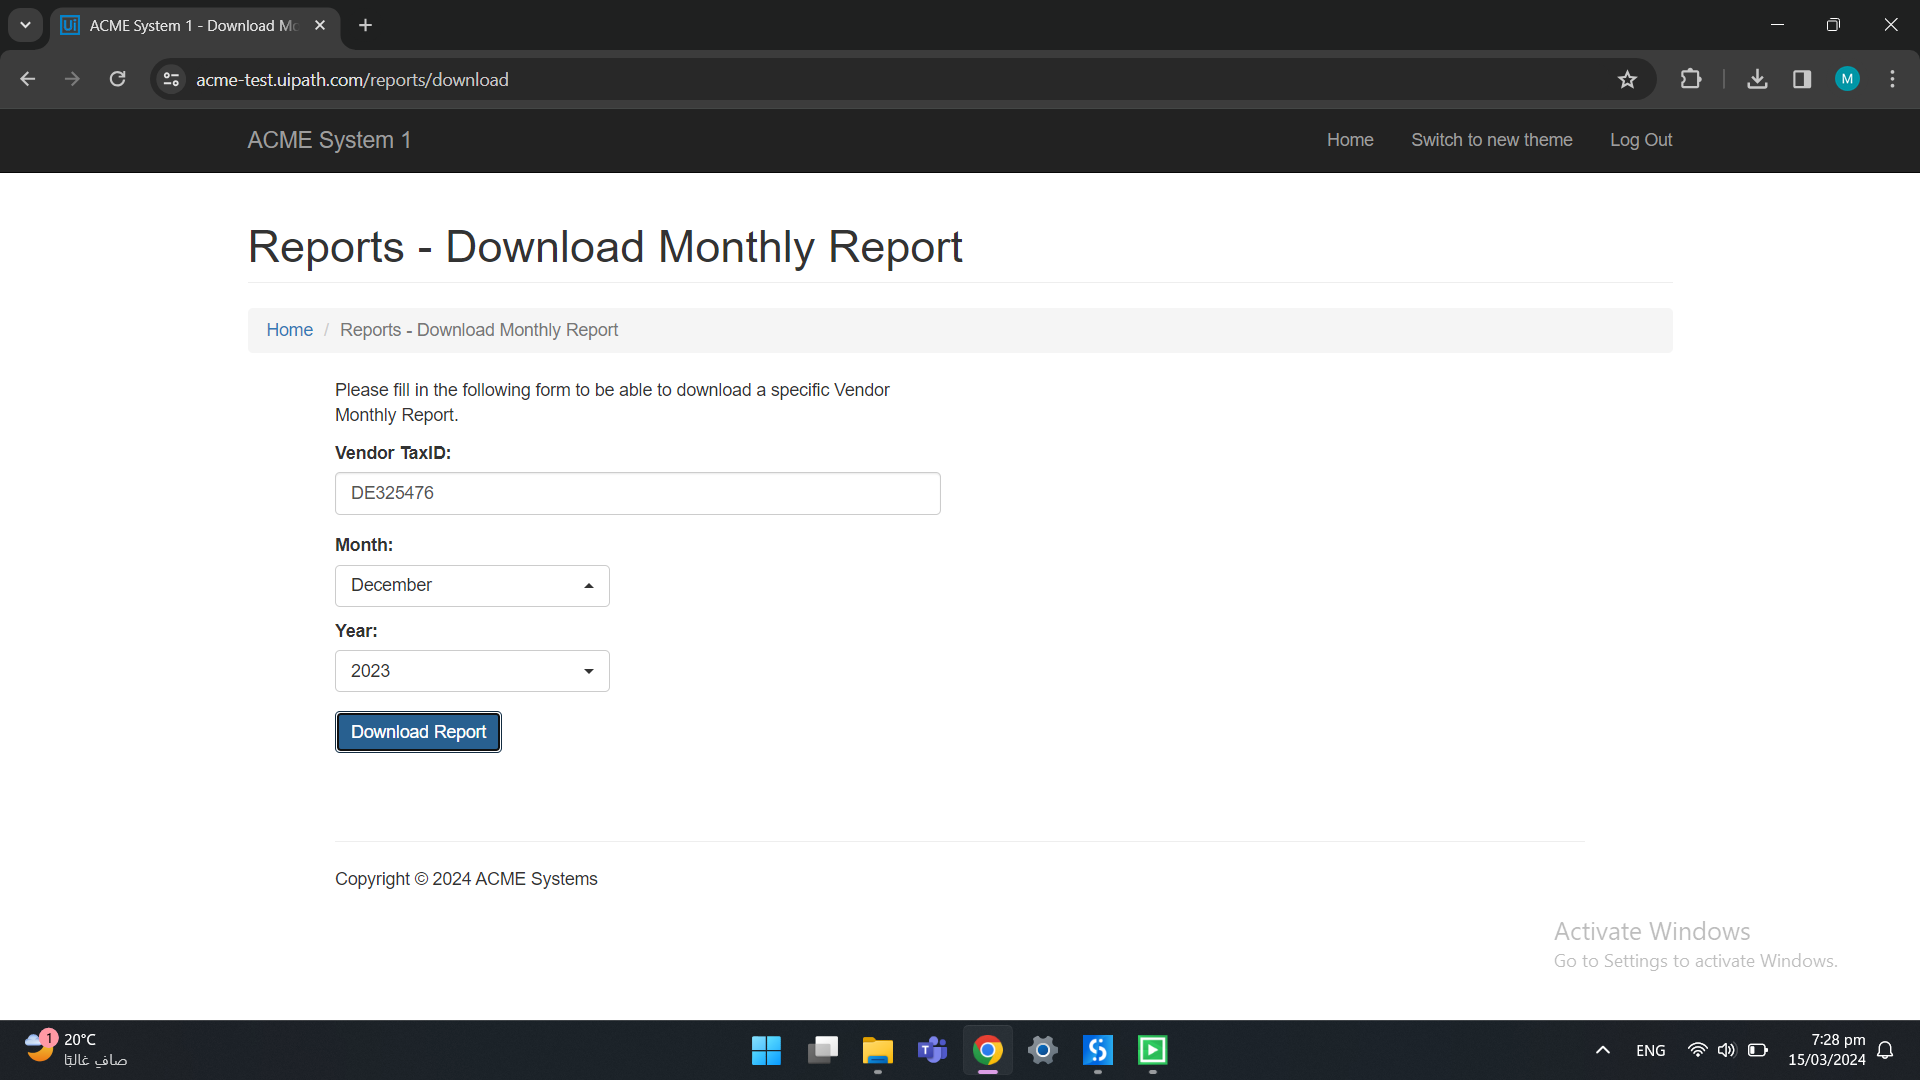 ACME System 1 - Download Mo
acme-test.uipath.com/reports/download
M
ACME System 1
Home
Switch to new theme
Log Out
Reports - Download Monthly Report
Home / Reports - Download Monthly Report
Please fill in the following form to be able to download a specific Vendor
Monthly Report.
Vendor TaxID:
DE325476
Month:
December
Year:
2023
Download Report
Copyright © 2024 ACME Systems
Activate Windows
Go to Settings to activate Windows.
1
20°C
صافٍ غالبًا
ENG
7:28 pm
15/03/2024